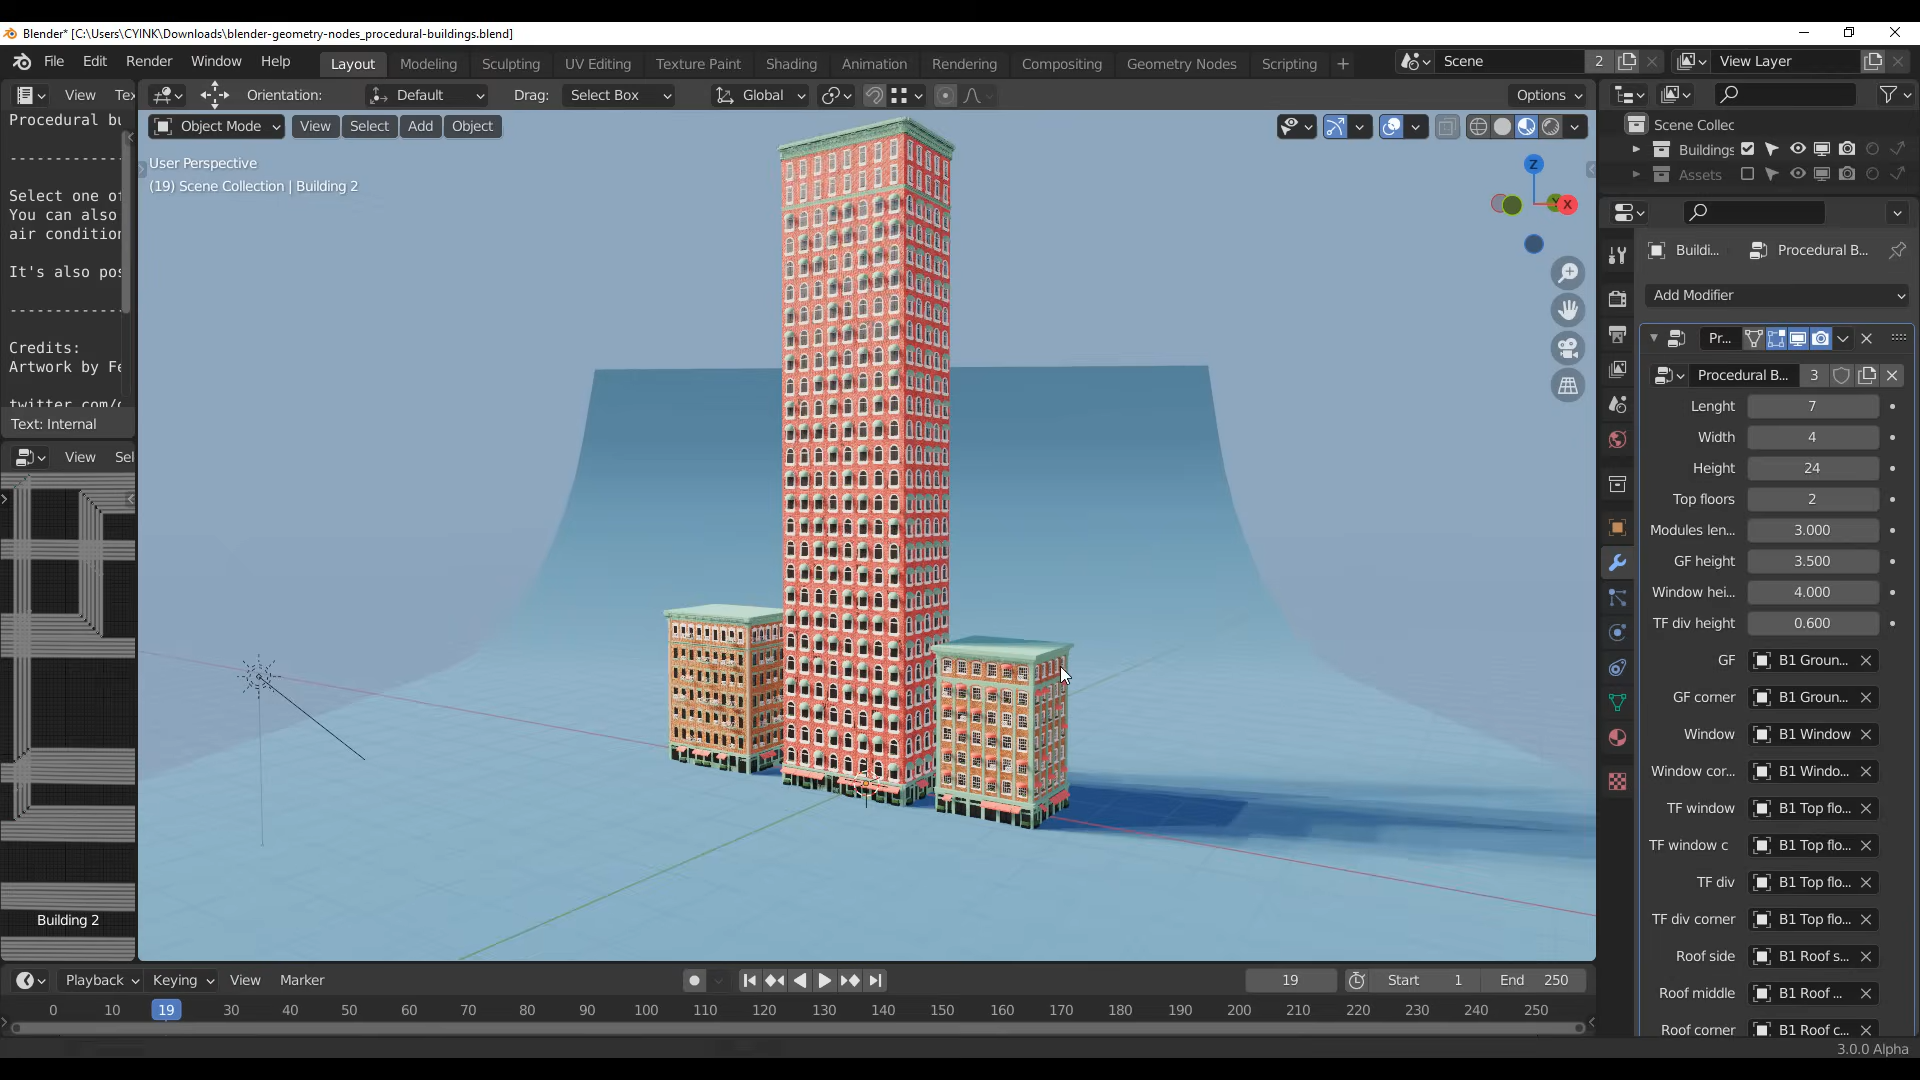 Blender* [C:\Users\CYINK\Downloads\blender-geometry-nodes_procedural-buildings.blend]
File Edit Render Window Help Layout Modeling Sculpting UV Editing Texture Paint Shading Animation Rendering Compositing Geometry Nodes Scripting + Scene 2 View Layer
View Tex Orientation: Default Drag: Select Box Global Options
Object Mode View Select Add Object
User Perspective
(19) Scene Collection | Building 2
Procedural bu
--------------
Select one of
You can also
air condition
It's also pos
--------------
Credits:
Artwork by Fe
twitter.com/
Text: Internal
View Sel
Building 2
Z
X
Scene Collec
Buildings
Assets
Buildi... Procedural B...
Add Modifier
Pr...
Procedural B... 3
Lenght 7
Width 4
Height 24
Top floors 2
Modules len... 3.000
GF height 3.500
Window hei... 4.000
TF div height 0.600
GF B1 Groun...
GF corner B1 Groun...
Window B1 Window
Window cor... B1 Windo...
TF window B1 Top flo...
TF window c B1 Top flo...
TF div B1 Top flo...
TF div corner B1 Top flo...
Roof side B1 Roof s...
Roof middle B1 Roof ...
Roof corner B1 Roof c...
Playback Keying View Marker 19 Start 1 End 250
0 10 19 30 40 50 60 70 80 90 100 110 120 130 140 150 160 170 180 190 200 210 220 230 240 250
3.0.0 Alpha